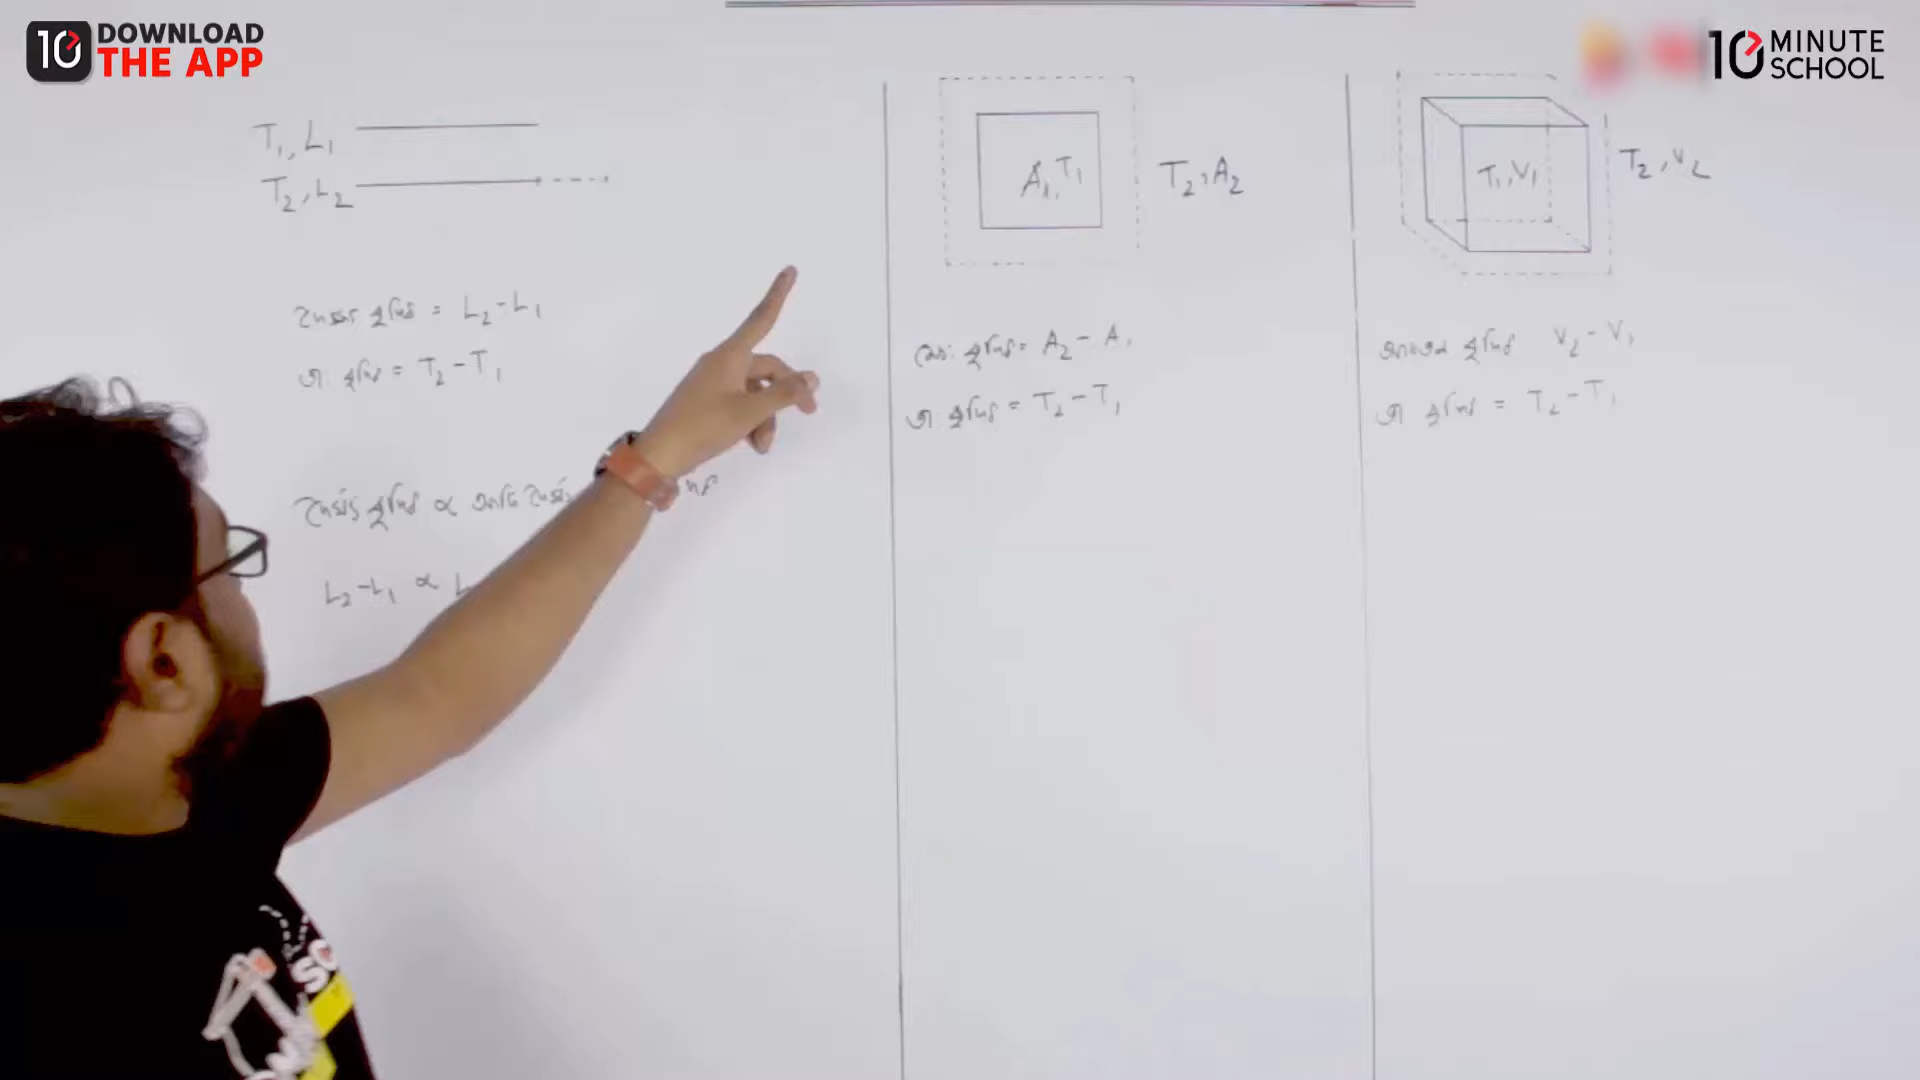 DOWNLOAD
THE APP
10 MINUTE
SCHOOL
T₁, L₁
T₂, L₂
দৈর্ঘ্য বৃদ্ধি = L₂ - L₁
তা: বৃদ্ধি = T₂ - T₁
দৈর্ঘ্য বৃদ্ধি ∝ আদি দৈর্ঘ্য
L₂ - L₁ ∝ L
A₁, T₁
T₂, A₂
ক্ষে: বৃদ্ধি = A₂ - A₁
তা: বৃদ্ধি = T₂ - T₁
T₁, V₁
T₂, V₂
আয়তন বৃদ্ধি V₂ - V₁
তা বৃদ্ধি = T₂ - T₁